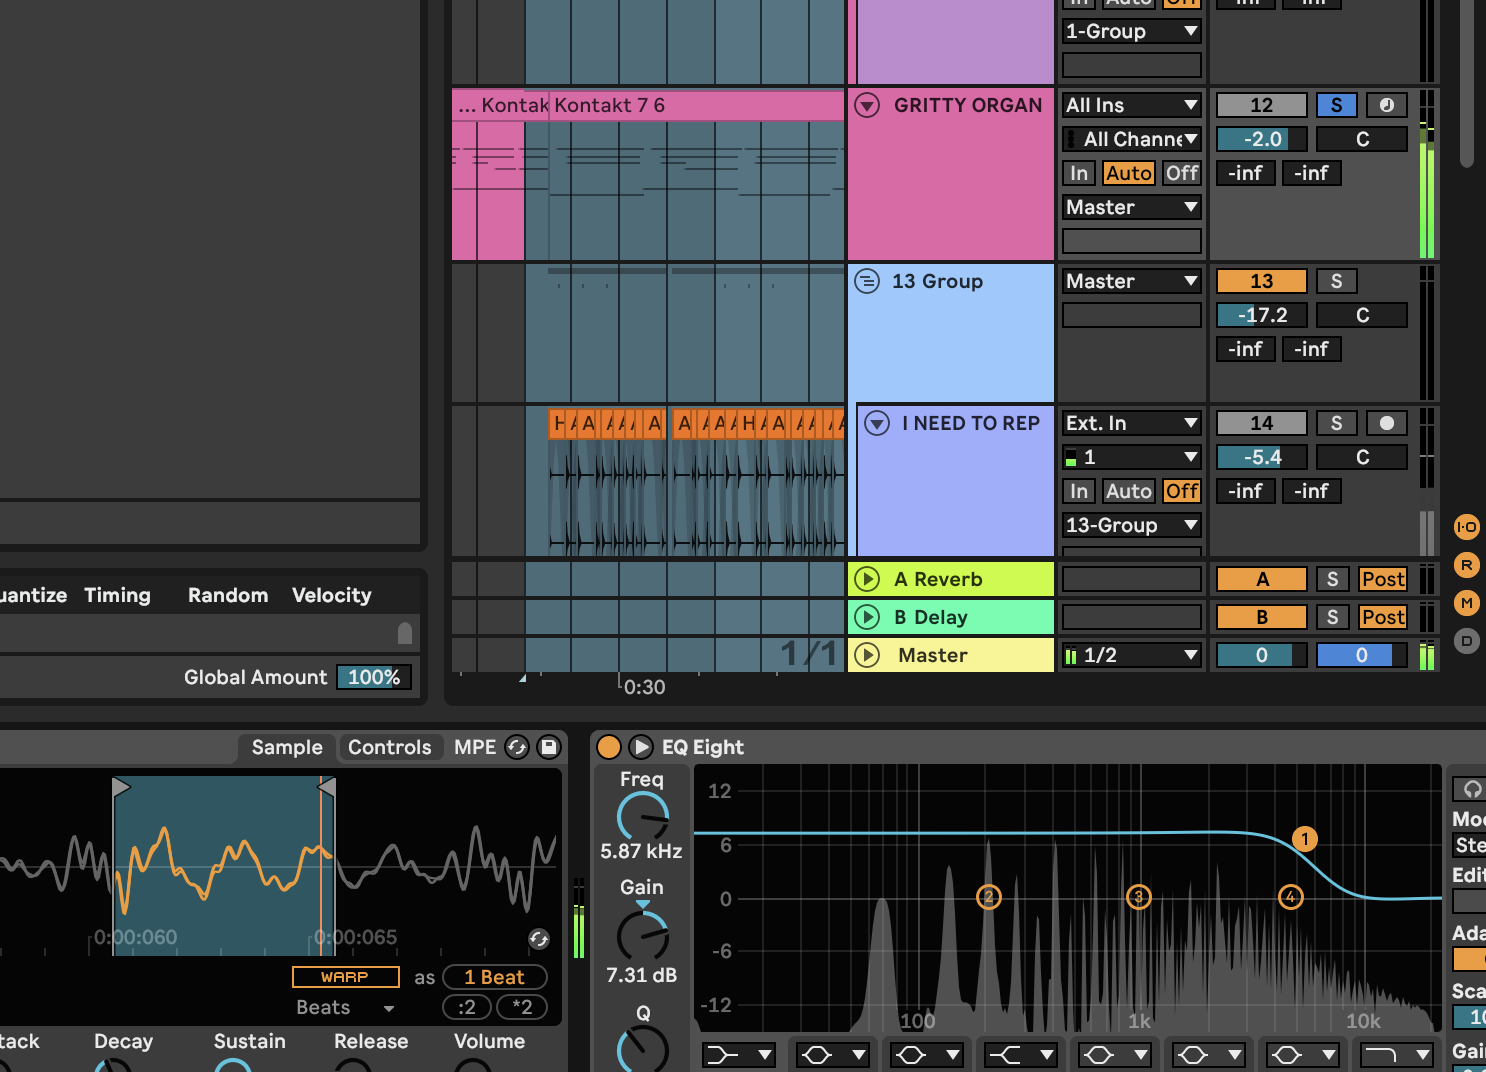 1-Group
... Kontak Kontakt 7 6
GRITTY ORGAN
All Ins
12 S
All Channe
-2.0 C
In Auto Off
-inf -inf
Master
13 Group
Master
13 S
-17.2 C
-inf -inf
H A A A A A A A A A A A H A A A A A A
I NEED TO REP
Ext. In
14 S
1
-5.4 C
In Auto Off
-inf -inf
13-Group
I·O
A Reverb
A S Post
R
B Delay
B S Post
M
1/1
Master
1/2
0 0
D
0:30
uantize Timing Random Velocity
Global Amount 100%
Sample Controls MPE
0:00:060 0:00:065
WARP as 1 Beat
Beats :2 *2
tack Decay Sustain Release Volume
EQ Eight
Freq
5.87 kHz
Gain
7.31 dB
Q
12
6
0
-6
-12
1
2 3 4
100 1k 10k
Mo
Ste
Edit
Ada
Sca
10
Gai